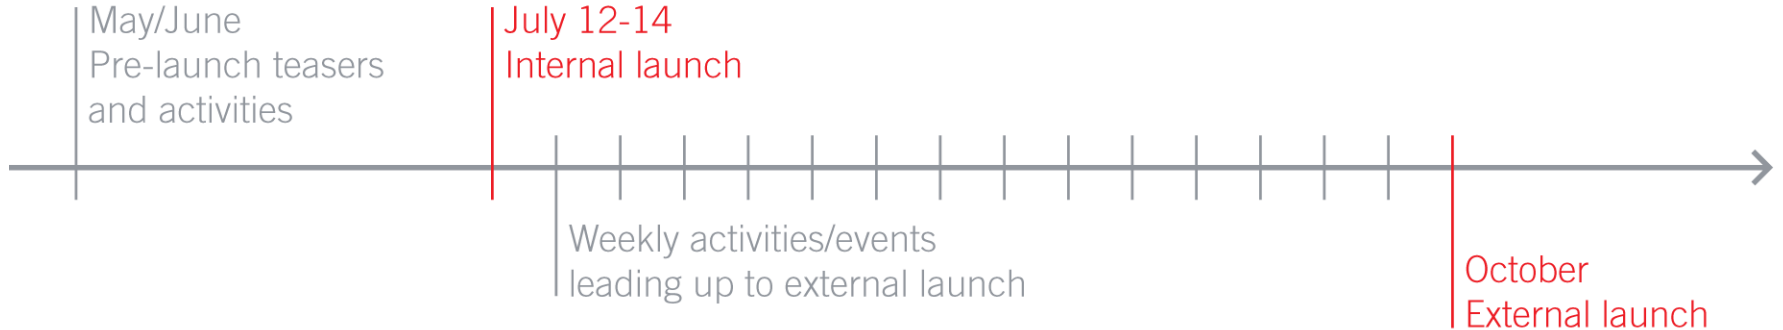 May/June
Pre-launch teasers
and activities
July 12-14
Internal launch
Weekly activities/events
leading up to external launch
October
External launch